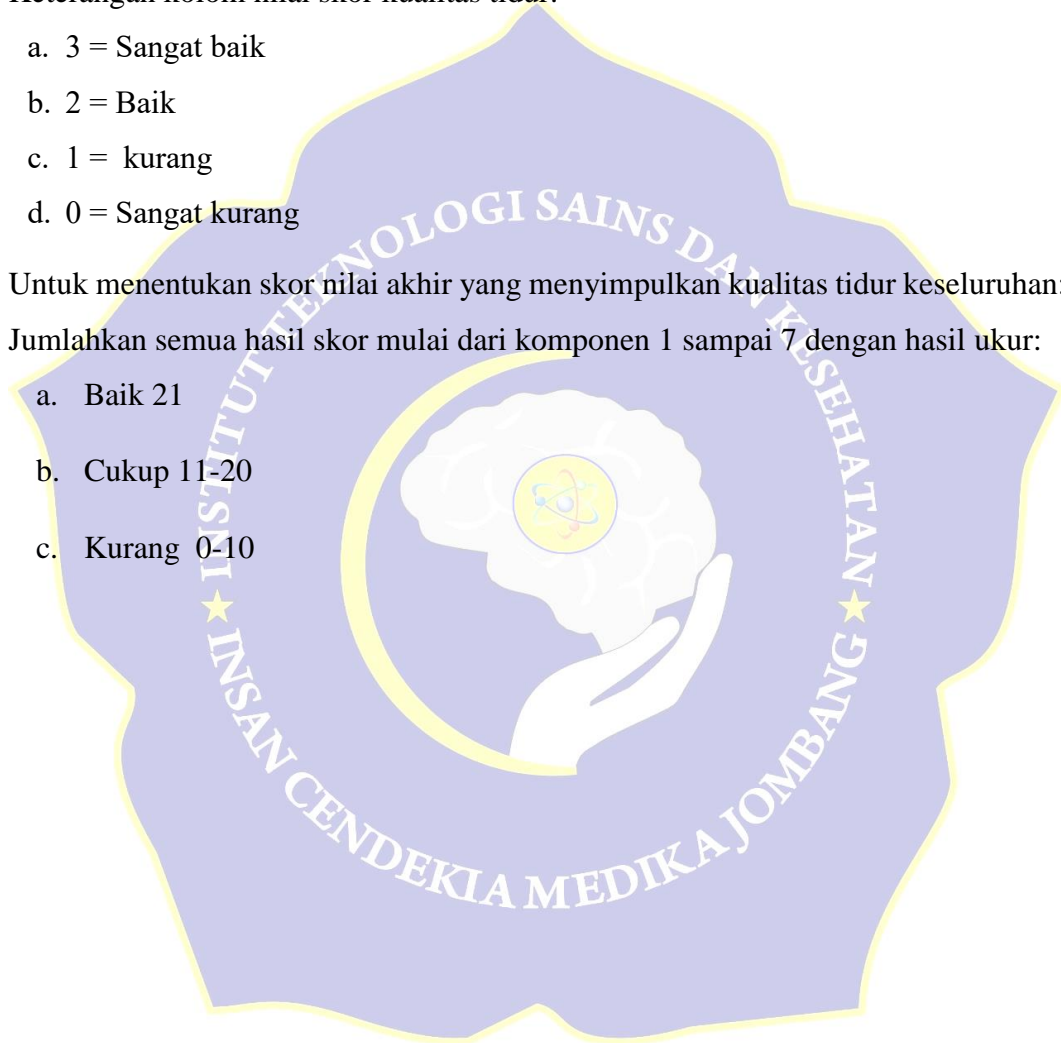 a. 3 = Sangat baik
b. 2 = Baik
c. 1 = kurang
d. 0 = Sangat kurang
INSTITUT TEKNOLOGI SAINS DAN KESEHATAN
Untuk menentukan skor nilai akhir yang menyimpulkan kualitas tidur keseluruhan:
Jumlahkan semua hasil skor mulai dari komponen 1 sampai 7 dengan hasil ukur:
a. Baik 21
b. Cukup 11-20
c. Kurang 0-10
INSAN CENDEKIA MEDIKA JOMBANG